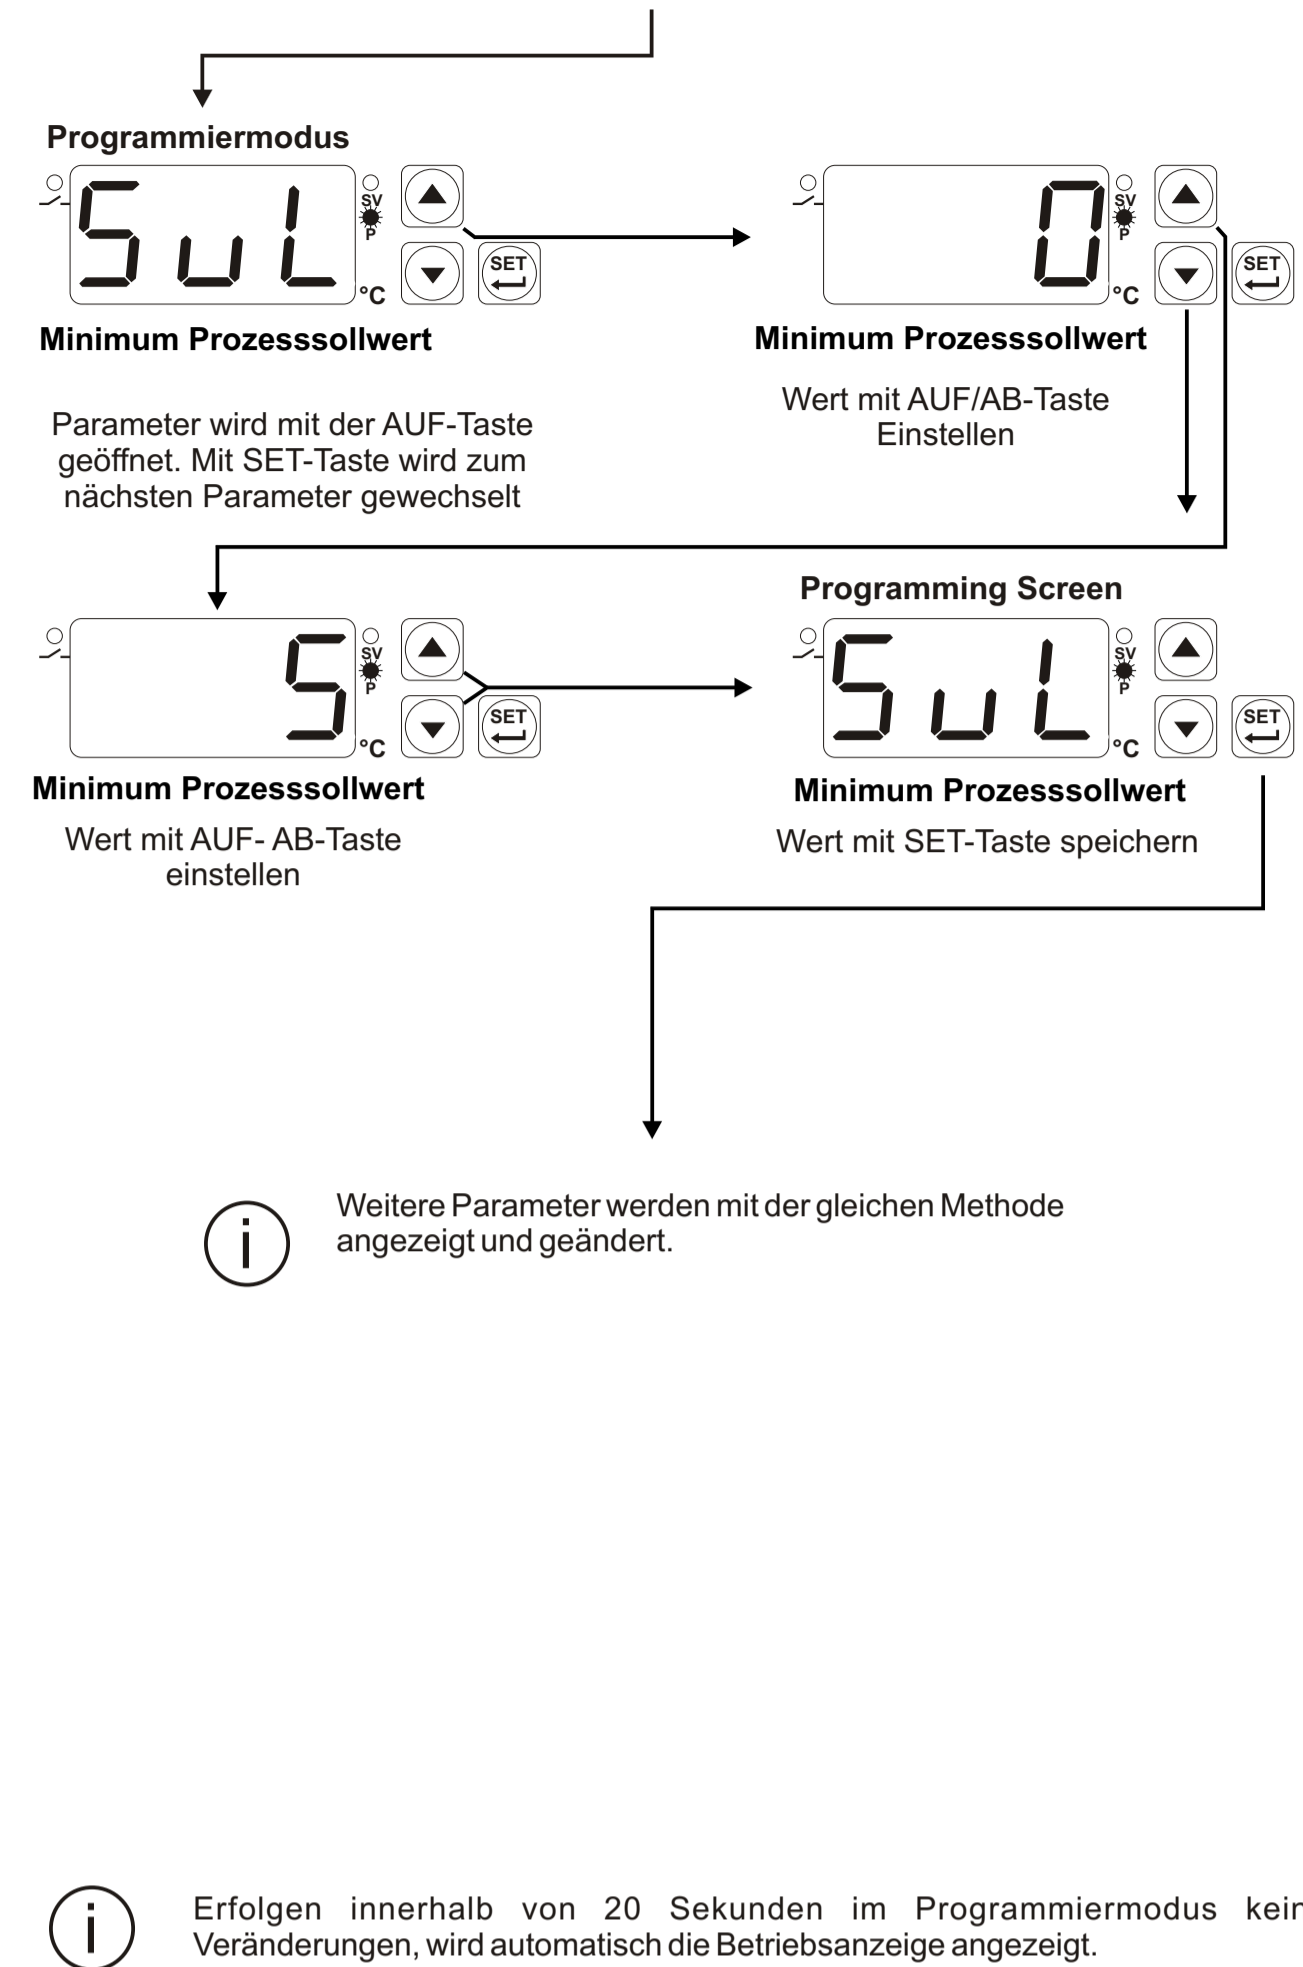 Programmiermodus
SuL
SV
P
°C
SET
0
SV
P
°C
SET
Minimum Prozesssollwert
Minimum Prozesssollwert
Parameter wird mit der AUF-Taste
geöffnet. Mit SET-Taste wird zum
nächsten Parameter gewechselt
Wert mit AUF/AB-Taste
Einstellen
5
SV
P
°C
SET
Programming Screen
SuL
SV
P
°C
SET
Minimum Prozesssollwert
Wert mit AUF- AB-Taste
einstellen
Minimum Prozesssollwert
Wert mit SET-Taste speichern
i
Weitere Parameter werden mit der gleichen Methode
angezeigt und geändert.
i
Erfolgen innerhalb von 20 Sekunden im Programmiermodus kein
Veränderungen, wird automatisch die Betriebsanzeige angezeigt.